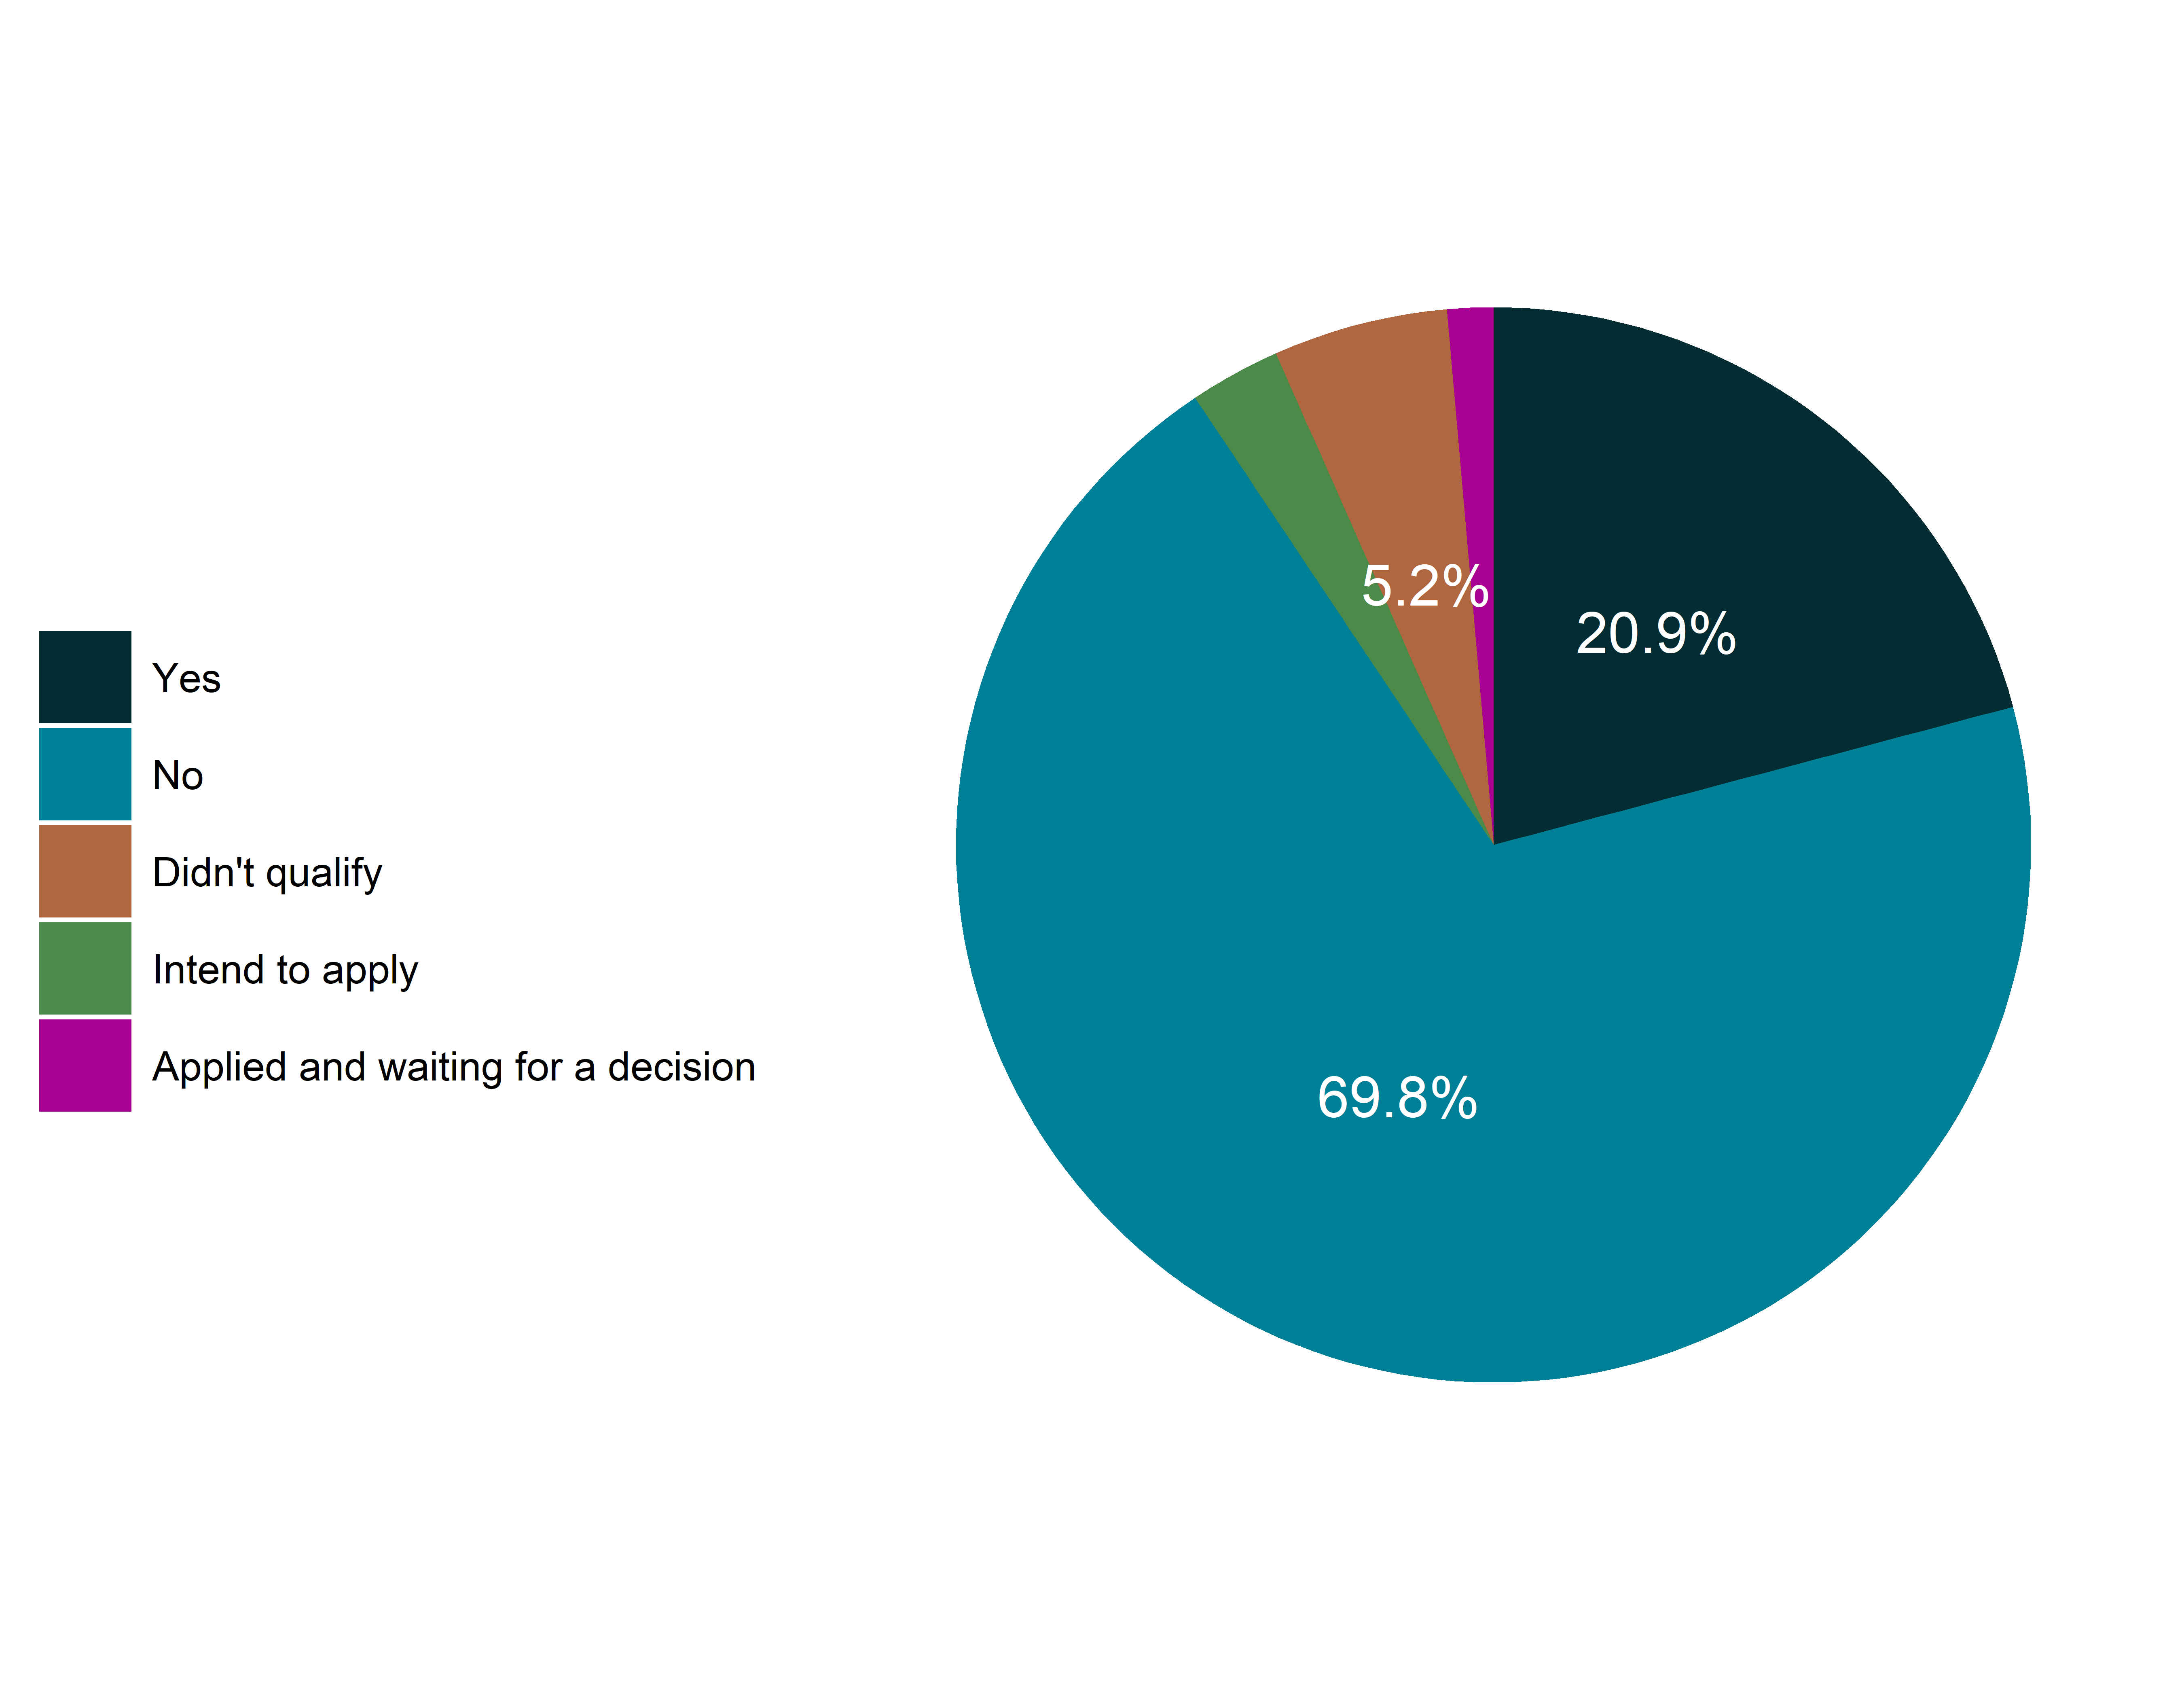 Yes
No
Didn't qualify
Intend to apply
Applied and waiting for a decision
5.2%
20.9%
69.8%